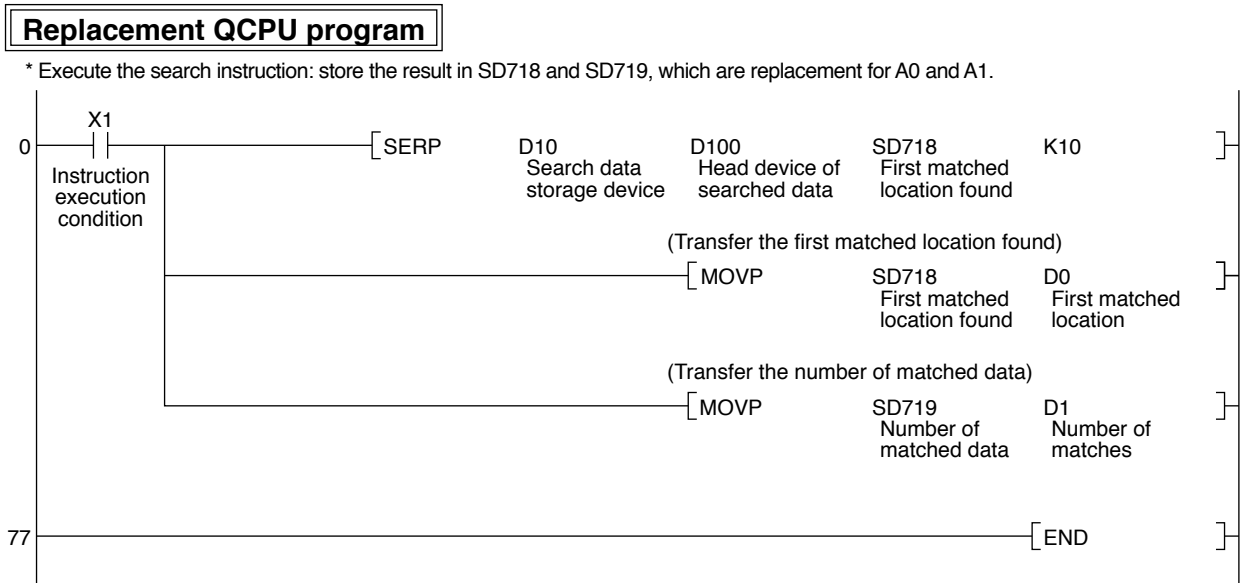 Replacement QCPU program
* Execute the search instruction: store the result in SD718 and SD719, which are replacement for A0 and A1.
X1
0 SERP D10 D100 SD718 K10
Instruction execution condition
Search data storage device
Head device of searched data
First matched location found
(Transfer the first matched location found)
MOVP SD718 D0
First matched location found
First matched location
(Transfer the number of matched data)
MOVP SD719 D1
Number of matched data
Number of matches
77 END